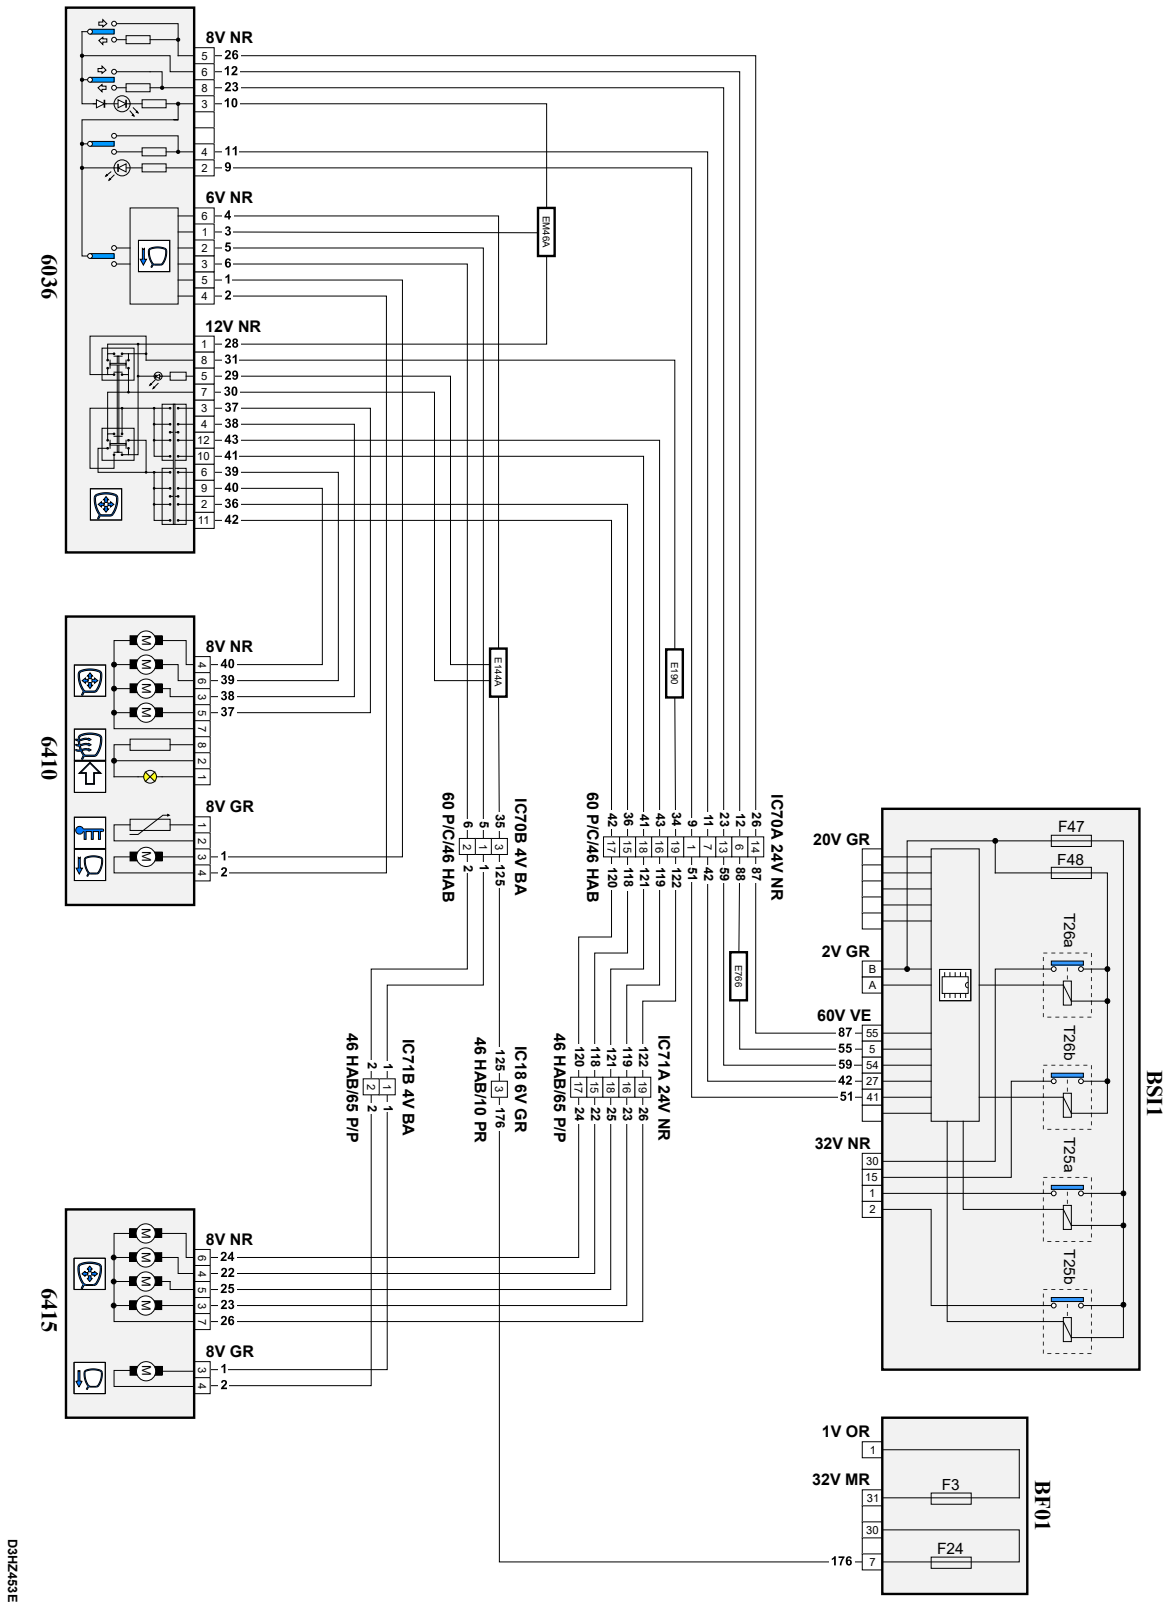 6036
8V NR
5 26
6 12
8 23
3 10
4 11
2 9
6V NR
6 4
1 3
2 5
3 6
5 1
4 2
12V NR
1 28
8 31
5 29
7 30
3 37
4 38
12 43
10 41
6 39
9 40
2 36
11 42
EM46A
E144A
E190
E766
6410
M
M
M
M
8V NR
4 40
6 39
3 38
5 37
7
8
2
1
8V GR
1
2
3 1
4 2
M
IC70B 4V BA
35 3 125
5 1 1
6 2 2
60 P/C/46 HAB
IC70A 24V NR
26 14 87
12 6 88
23 13 59
11 7 42
9 1 51
34 19 122
43 16 119
41 18 121
36 15 118
42 17 120
60 P/C/46 HAB
IC71B 4V BA
1 1 1
2 2 2
46 HAB/65 P/P
IC18 6V GR
125 3 176
46 HAB/10 PR
IC71A 24V NR
122 19 26
119 16 23
121 18 25
118 15 22
120 17 24
46 HAB/65 P/P
6415
M
M
M
M
8V NR
6 24
4 22
5 25
3 23
7 26
8V GR
3 1
4 2
M
BSI1
F47
F48
T26a
T26b
T25a
T25b
20V GR
2V GR
B
A
60V VE
87 55
55 5
59 54
42 27
51 41
32V NR
30
15
1
2
BF01
1V OR
1
32V MR
31
F3
30
176 7
F24
D3HZ453E